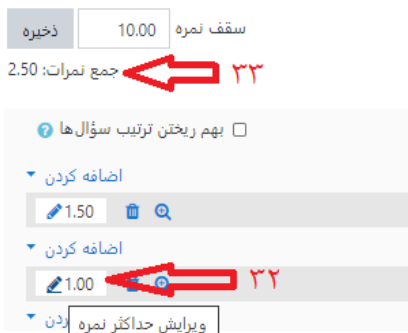 سقف نمره 10.00 ذخیره
جمع نمرات: 2.50 ۳۳
بهم ریختن ترتیب سؤال‌ها ?
اضافه کردن
1.50
اضافه کردن
1.00 ۳۲
ردن
ویرایش حداکثر نمره